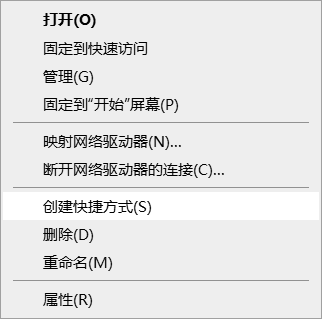 打开(O)
固定到快速访问
管理(G)
固定到“开始”屏幕(P)
映射网络驱动器(N)...
断开网络驱动器的连接(C)...
创建快捷方式(S)
删除(D)
重命名(M)
属性(R)